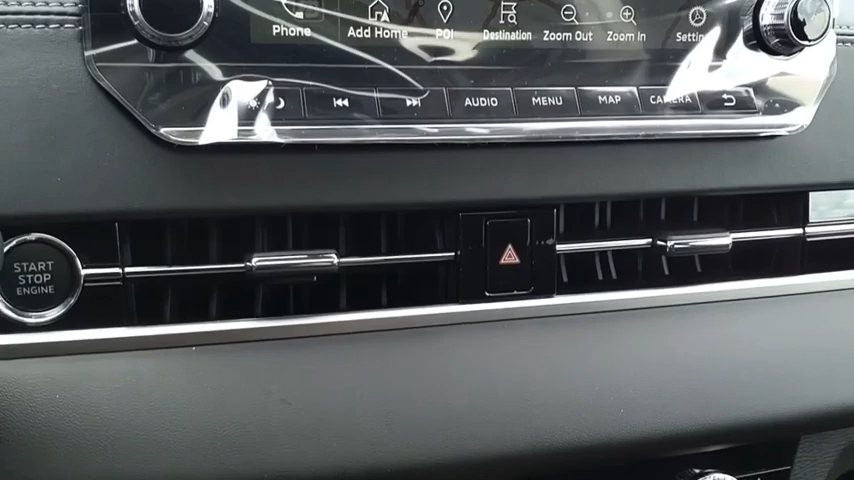 Phone
Add Home
POI
Destination
Zoom Out
Zoom In
AUDIO
MENU
MAP
CAMERA
START
STOP
ENGINE